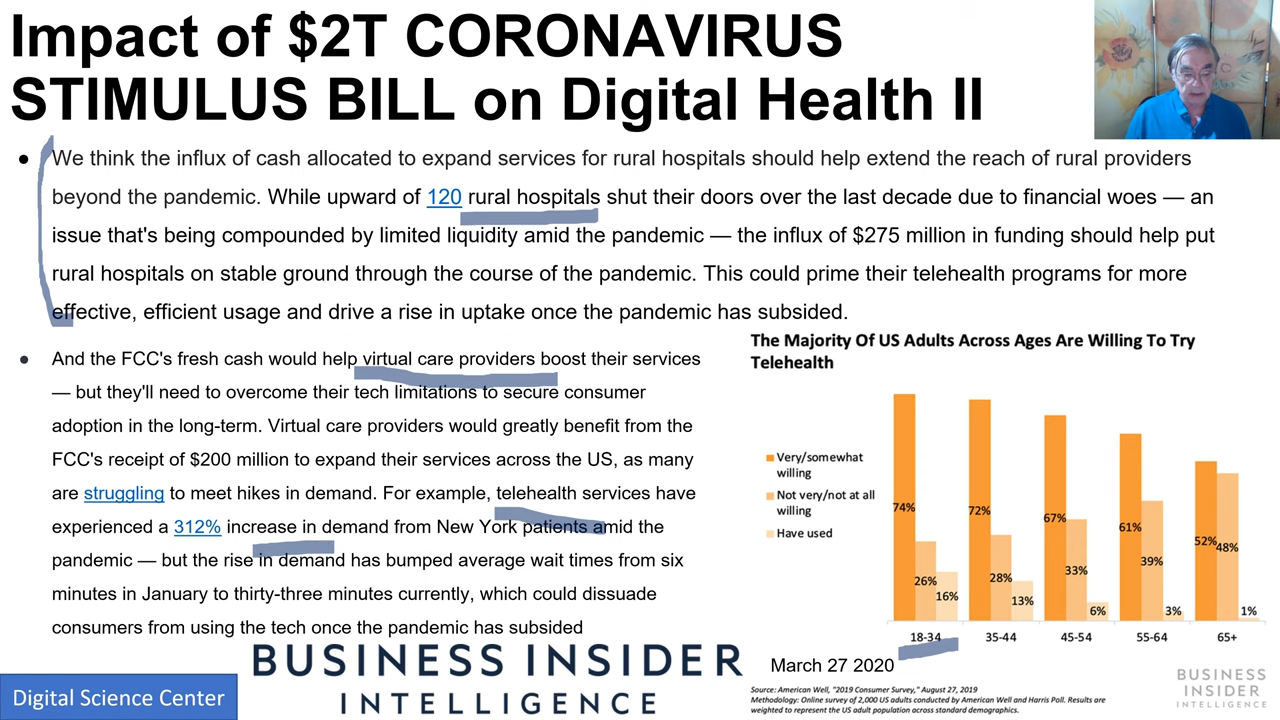 Impact of $2T CORONAVIRUS
STIMULUS BILL on Digital Health II
• We think the influx of cash allocated to expand services for rural hospitals should help extend the reach of rural providers
beyond the pandemic. While upward of 120 rural hospitals shut their doors over the last decade due to financial woes — an
issue that's being compounded by limited liquidity amid the pandemic — the influx of $275 million in funding should help put
rural hospitals on stable ground through the course of the pandemic. This could prime their telehealth programs for more
effective, efficient usage and drive a rise in uptake once the pandemic has subsided.
• And the FCC's fresh cash would help virtual care providers boost their services
— but they'll need to overcome their tech limitations to secure consumer
adoption in the long-term. Virtual care providers would greatly benefit from the
FCC's receipt of $200 million to expand their services across the US, as many
are struggling to meet hikes in demand. For example, telehealth services have
experienced a 312% increase in demand from New York patients amid the
pandemic — but the rise in demand has bumped average wait times from six
minutes in January to thirty-three minutes currently, which could dissuade
consumers from using the tech once the pandemic has subsided
The Majority Of US Adults Across Ages Are Willing To Try
Telehealth
Very/somewhat
willing
Not very/not at all
willing
Have used
74% 26% 16%
72% 28% 13%
67% 33% 6%
61% 39% 3%
52% 48% 1%
18-34 35-44 45-54 55-64 65+
March 27 2020
Source: American Well, "2019 Consumer Survey," August 27, 2019
Methodology: Online survey of 2,000 US adults conducted by American Well and Harris Poll. Results are
weighted to represent the US adult population across standard demographics.
BUSINESS
INSIDER
INTELLIGENCE
BUSINESS INSIDER
INTELLIGENCE
Digital Science Center